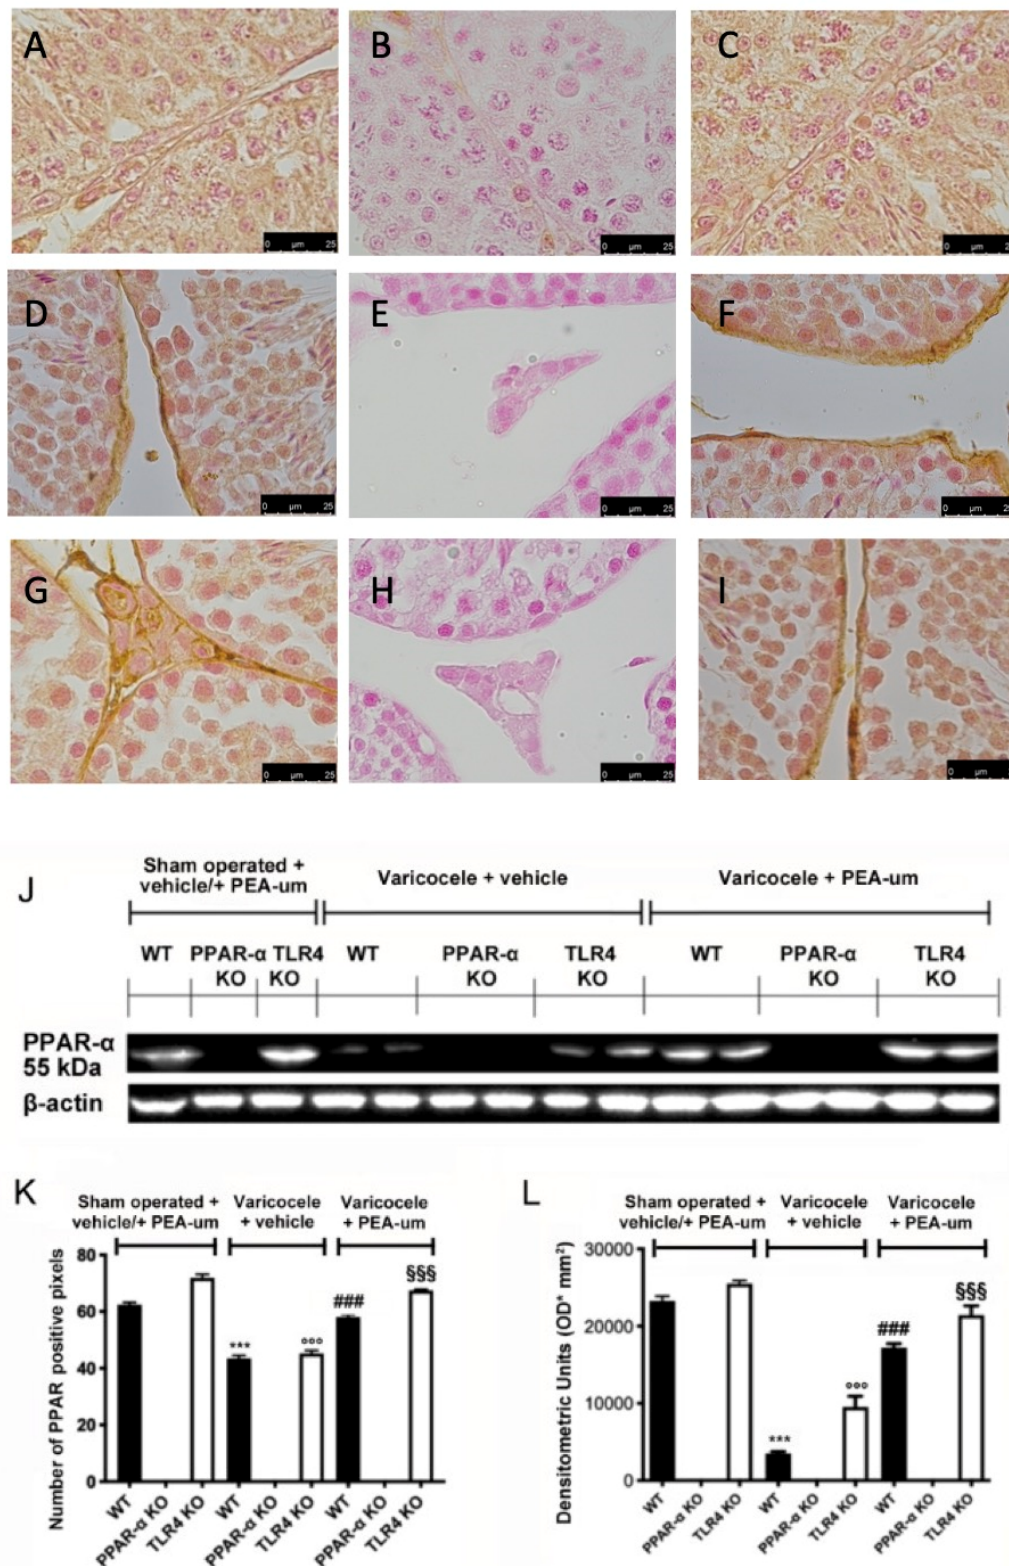 A
B
C
0 µm 25
0 µm 25
0 µm 25
D
E
F
0 µm 25
0 µm 25
0 µm 25
G
H
I
0 µm 25
0 µm 25
0 µm 25
J
Sham operated +
vehicle/+ PEA-um
Varicocele + vehicle
Varicocele + PEA-um
WT PPAR-α TLR4 WT PPAR-α TLR4 WT PPAR-α TLR4
KO KO KO KO KO KO
PPAR-α
55 kDa
β-actin
K
Sham operated +
vehicle/+ PEA-um
Varicocele
+ vehicle
Varicocele
+ PEA-um
Number of PPAR positive pixels
80
60
40
20
0
***
°°°
###
§§§
WT
PPAR-α KO
TLR4 KO
WT
PPAR-α KO
TLR4 KO
WT
PPAR-α KO
TLR4 KO
L
Sham operated +
vehicle/+ PEA-um
Varicocele
+ vehicle
Varicocele
+ PEA-um
Densitometric Units (OD* mm²)
30000
20000
10000
0
***
°°°
###
§§§
WT
PPAR-α KO
TLR4 KO
WT
PPAR-α KO
TLR4 KO
WT
PPAR-α KO
TLR4 KO